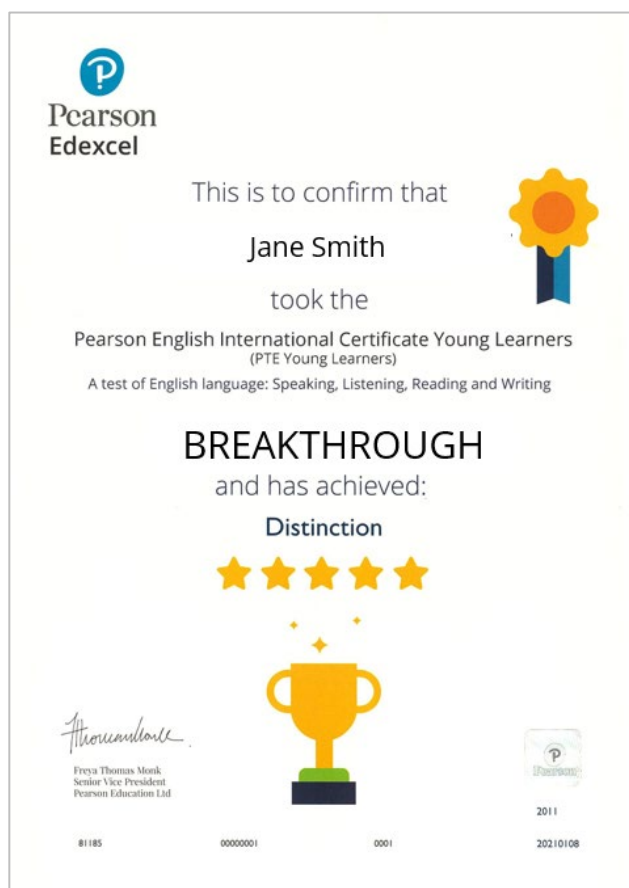 Pearson
Edexcel
This is to confirm that
Jane Smith
took the
Pearson English International Certificate Young Learners
(PTE Young Learners)
A test of English language: Speaking, Listening, Reading and Writing
BREAKTHROUGH
and has achieved:
Distinction
Freya Thomas Monk
Senior Vice President
Pearson Education Ltd
Pearson
2011
81185 00000001 0001 20210108